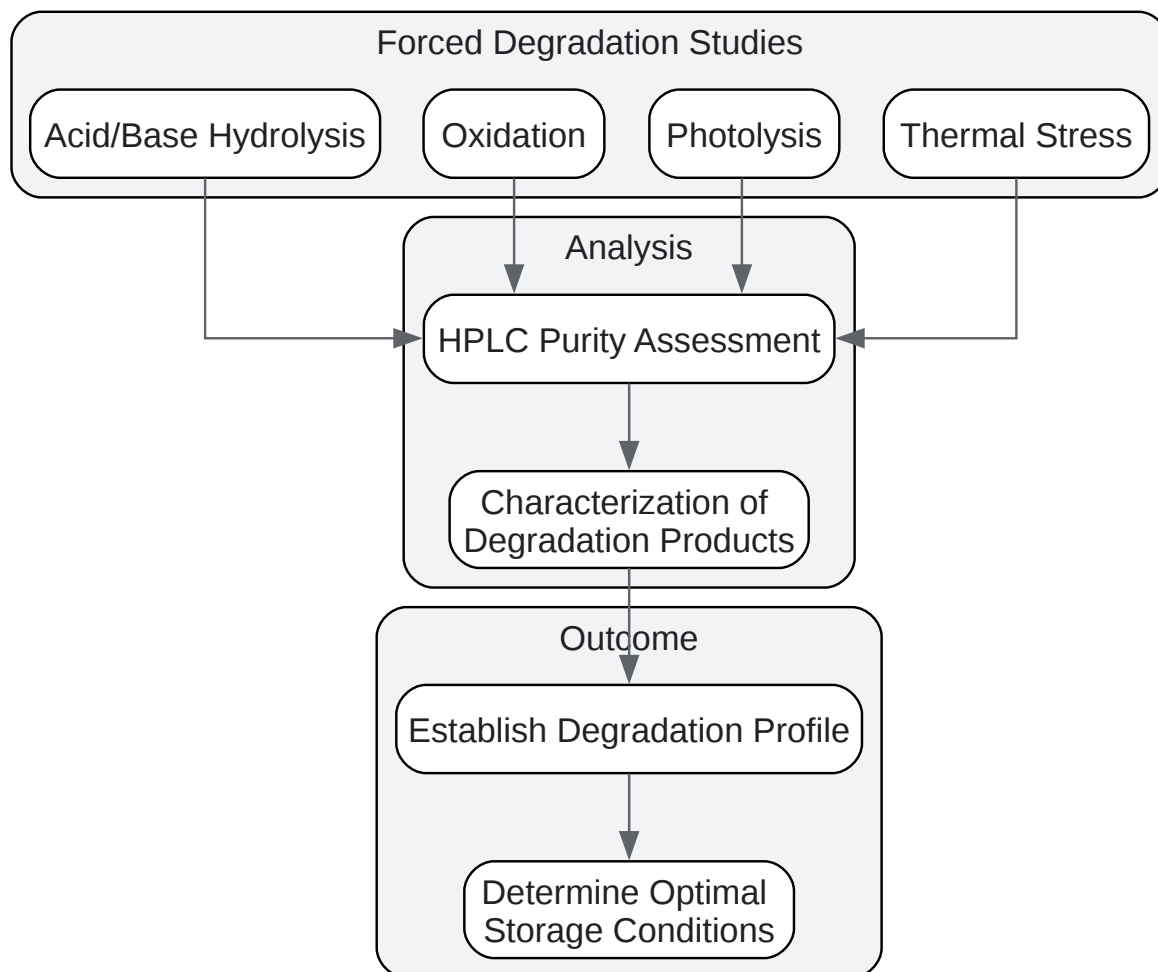 Forced Degradation Studies
Acid/Base Hydrolysis
Oxidation
Photolysis
Thermal Stress
Analysis
HPLC Purity Assessment
Characterization of
Degradation Products
Outcome
Establish Degradation Profile
Determine Optimal
Storage Conditions